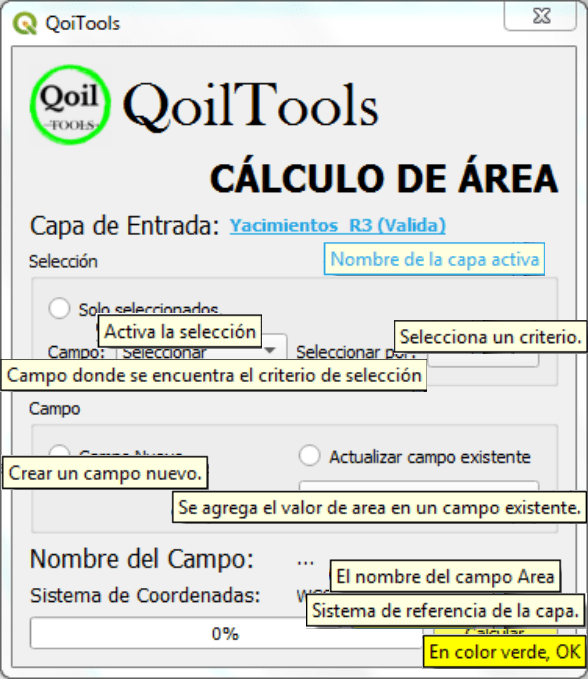 QoiTools
Qoil
TOOLS
QoilTools
CÁLCULO DE ÁREA
Capa de Entrada: Yacimientos_R3 (Valida)
Nombre de la capa activa
Selección
Solo seleccionados
Activa la selección
Selecciona un criterio.
Campo: Seleccionar Seleccionar por:
Campo donde se encuentra el criterio de selección
Campo
Campo Nuevo
Actualizar campo existente
Crear un campo nuevo.
Se agrega el valor de area en un campo existente.
Nombre del Campo: ...
El nombre del campo Area
Sistema de Coordenadas:
Sistema de referencia de la capa.
0% Calcular
En color verde, OK